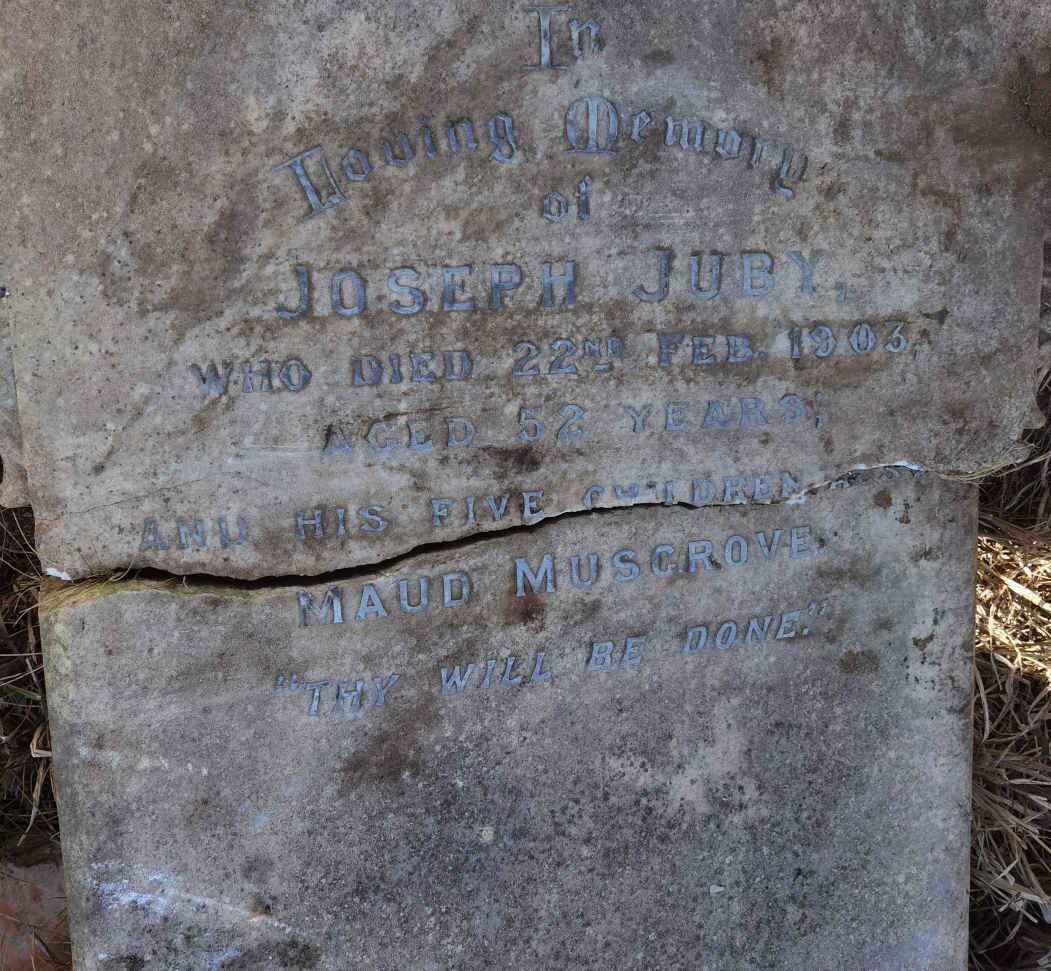 In
Loving Memory
of
JOSEPH JUBY,
WHO DIED 22ND FEB. 1903,
AGED 52 YEARS;
AND HIS FIVE CHILDREN
MAUD MUSGROVE.
"THY WILL BE DONE."